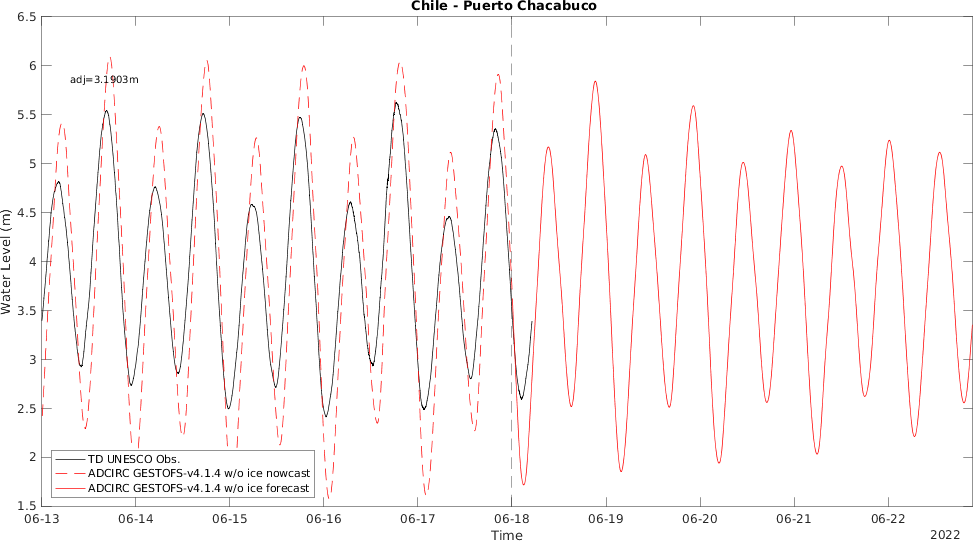 Chile - Puerto Chacabuco
6.5
6
5.5
5
4.5
4
3.5
3
2.5
2
1.5
Water Level (m)
adj=3.1903m
TD UNESCO Obs.
ADCIRC GESTOFS-v4.1.4 w/o ice nowcast
ADCIRC GESTOFS-v4.1.4 w/o ice forecast
06-13 06-14 06-15 06-16 06-17 06-18 06-19 06-20 06-21 06-22
Time
2022